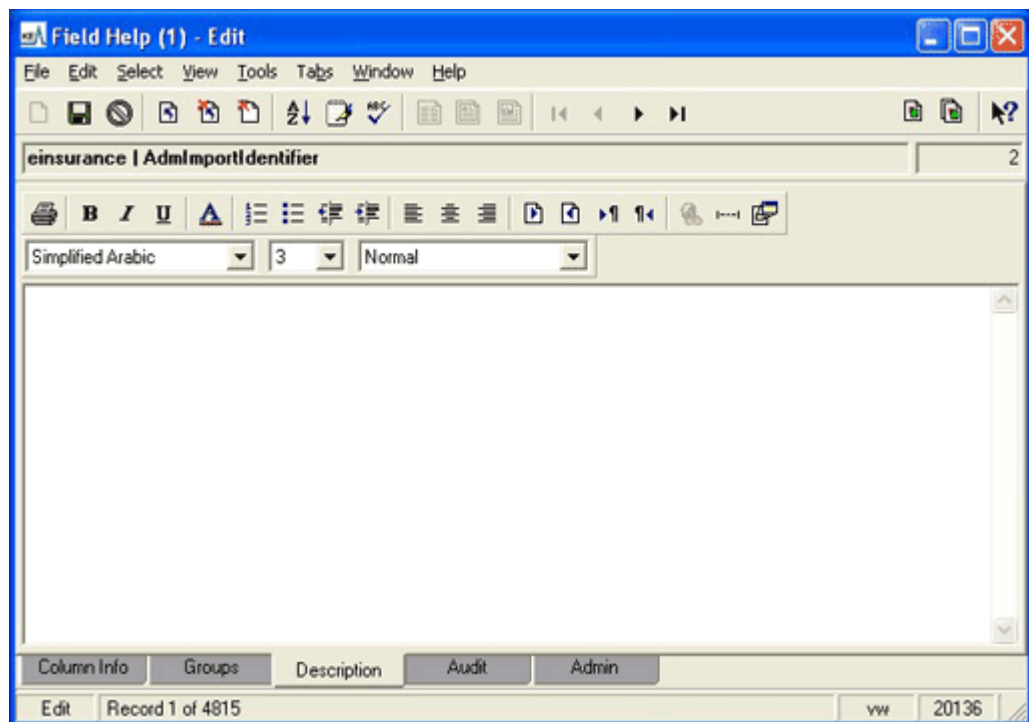 Field Help (1) - Edit
File Edit Select View Tools Tabs Window Help
einsurance | AdmImportIdentifier 2
B I U A
Simplified Arabic 3 Normal
Column Info Groups Description Audit Admin
Edit Record 1 of 4815 vw 20136